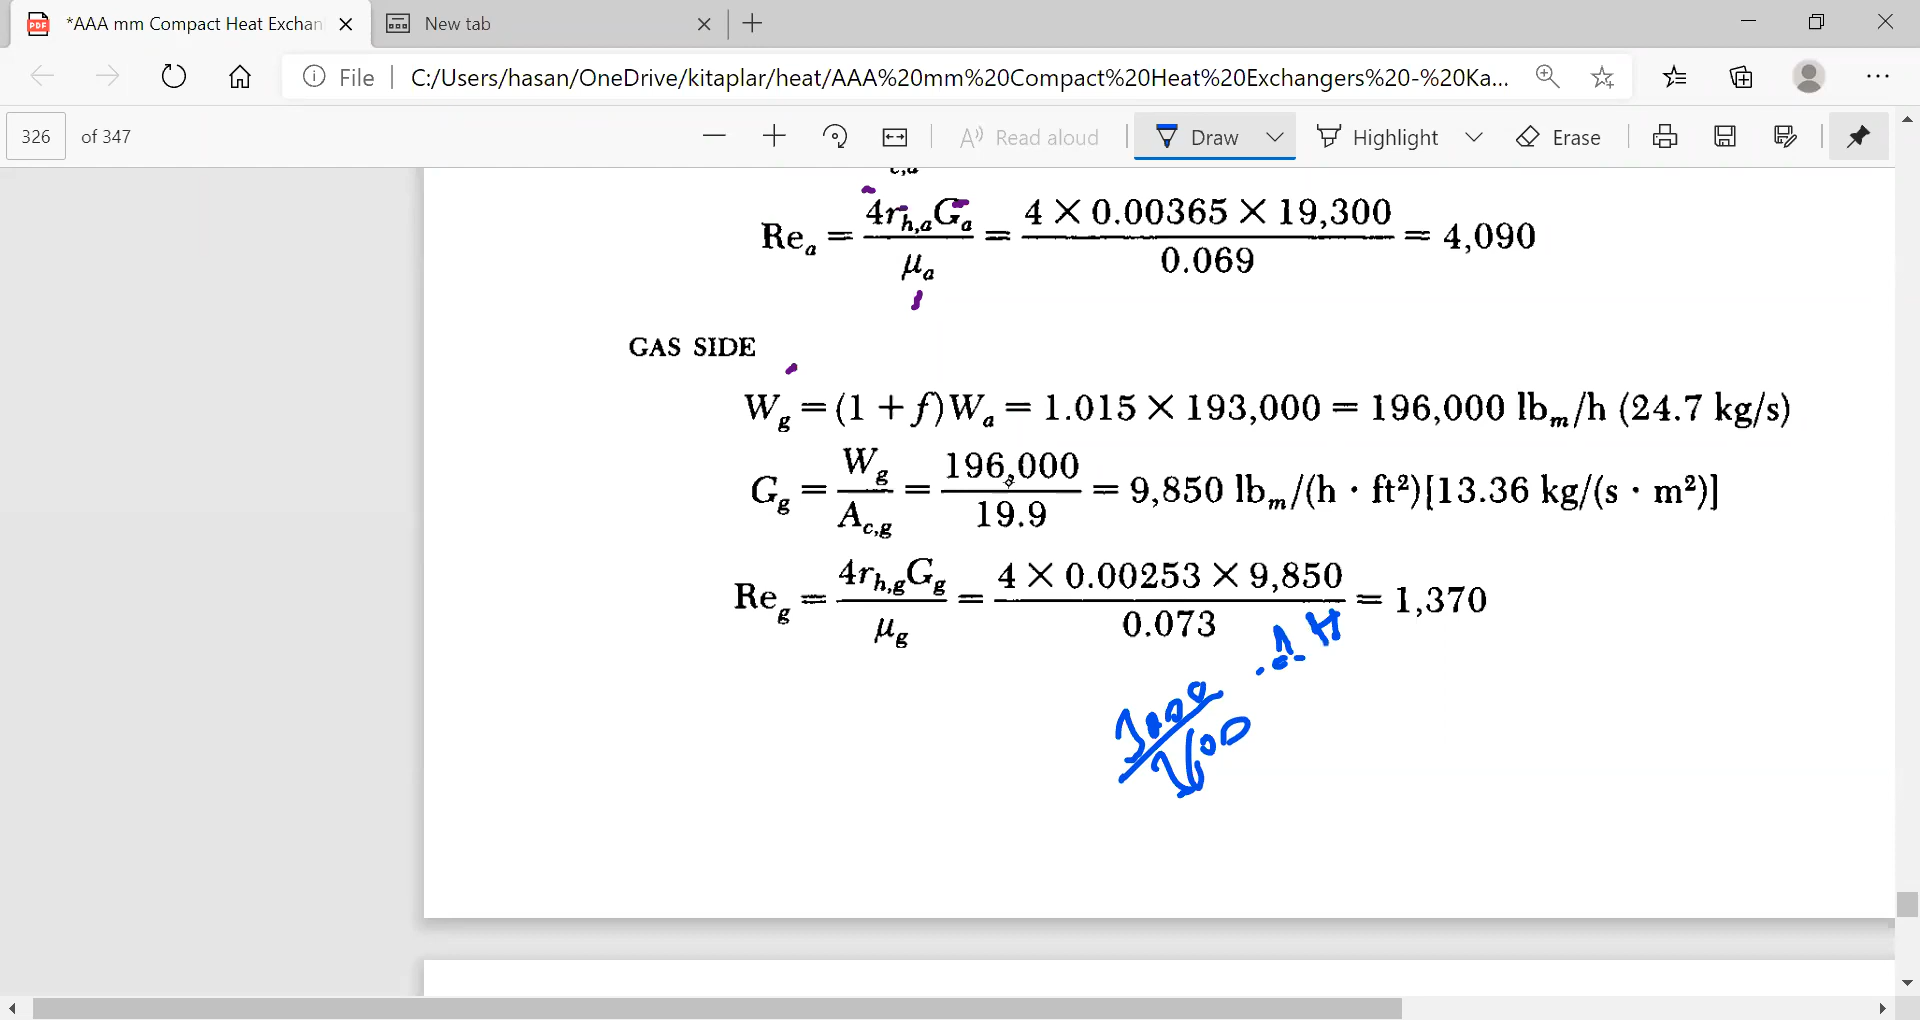 *AAA mm Compact Heat Exchan
New tab
File
C:/Users/hasan/OneDrive/kitaplar/heat/AAA%20mm%20Compact%20Heat%20Exchangers%20-%20Ka...
326 of 347
Read aloud
Draw
Highlight
Erase
c,a
Re_a = 4r_{h,a}G_a / μ_a = 4 × 0.00365 × 19,300 / 0.069 = 4,090
GAS SIDE
W_g = (1 + f)W_a = 1.015 × 193,000 = 196,000 lb_m/h (24.7 kg/s)
G_g = W_g / A_{c,g} = 196,000 / 19.9 = 9,850 lb_m/(h · ft²)[13.36 kg/(s · m²)]
Re_g = 4r_{h,g}G_g / μ_g = 4 × 0.00253 × 9,850 / 0.073 = 1,370